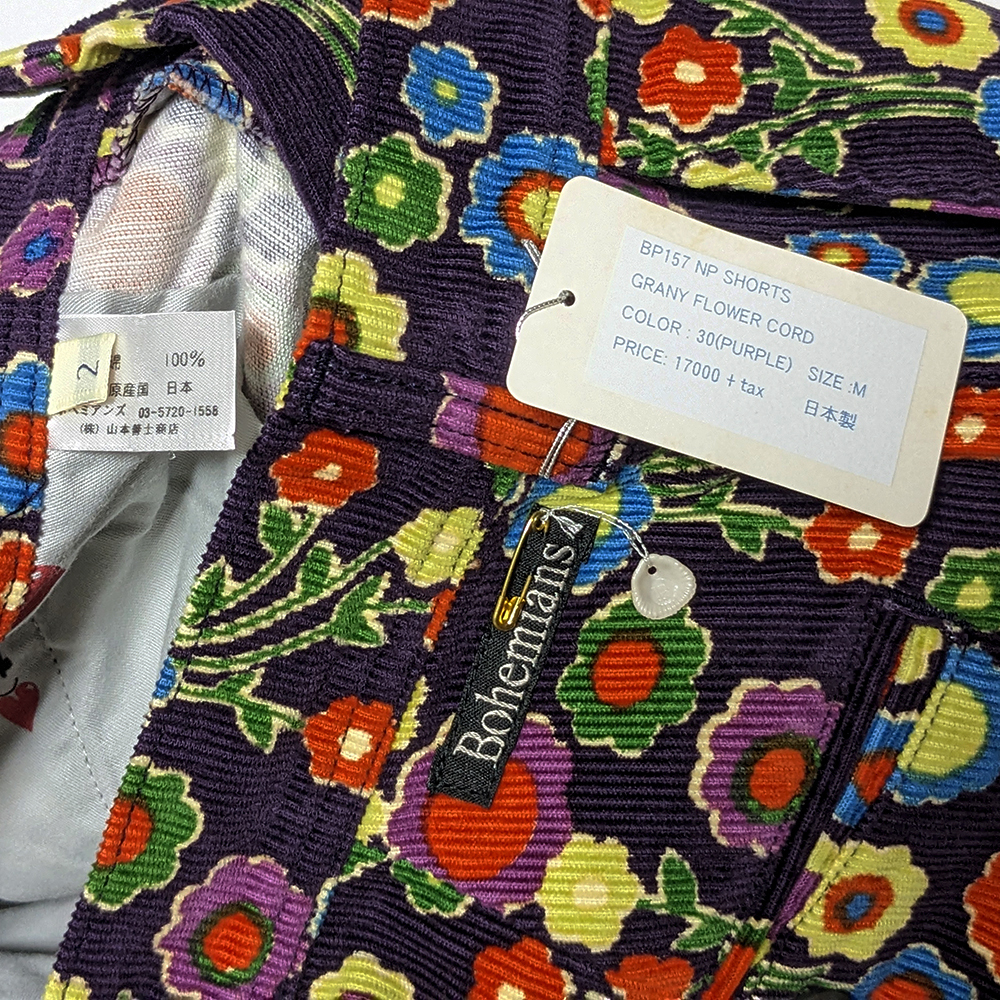 BP157 NP SHORTS
GRANY FLOWER CORD
COLOR : 30(PURPLE) SIZE :M
PRICE: 17000 + tax 日本製
2
綿 100%
原産国 日本
ヘミアンズ 03-5720-1558
(株) 山本善士商店
Bohemians